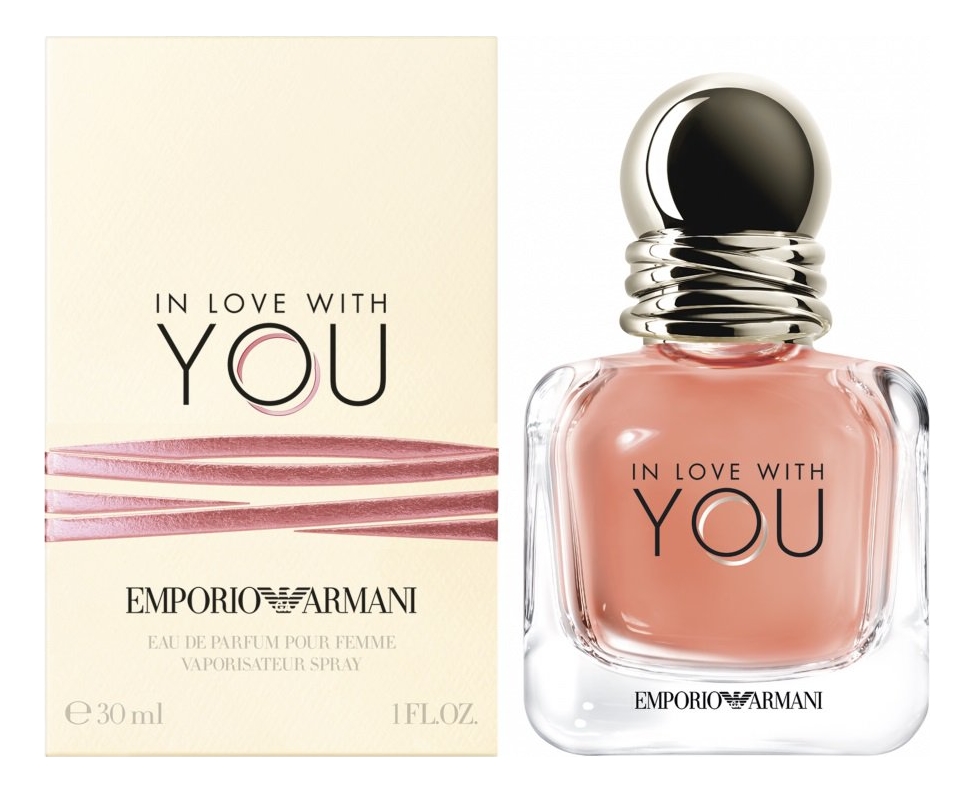 IN LOVE WITH
YOU
EMPORIO ARMANI
EAU DE PARFUM POUR FEMME
VAPORISATEUR SPRAY
℮ 30 ml
1 FL.OZ.
IN LOVE WITH
YOU
EMPORIO ARMANI